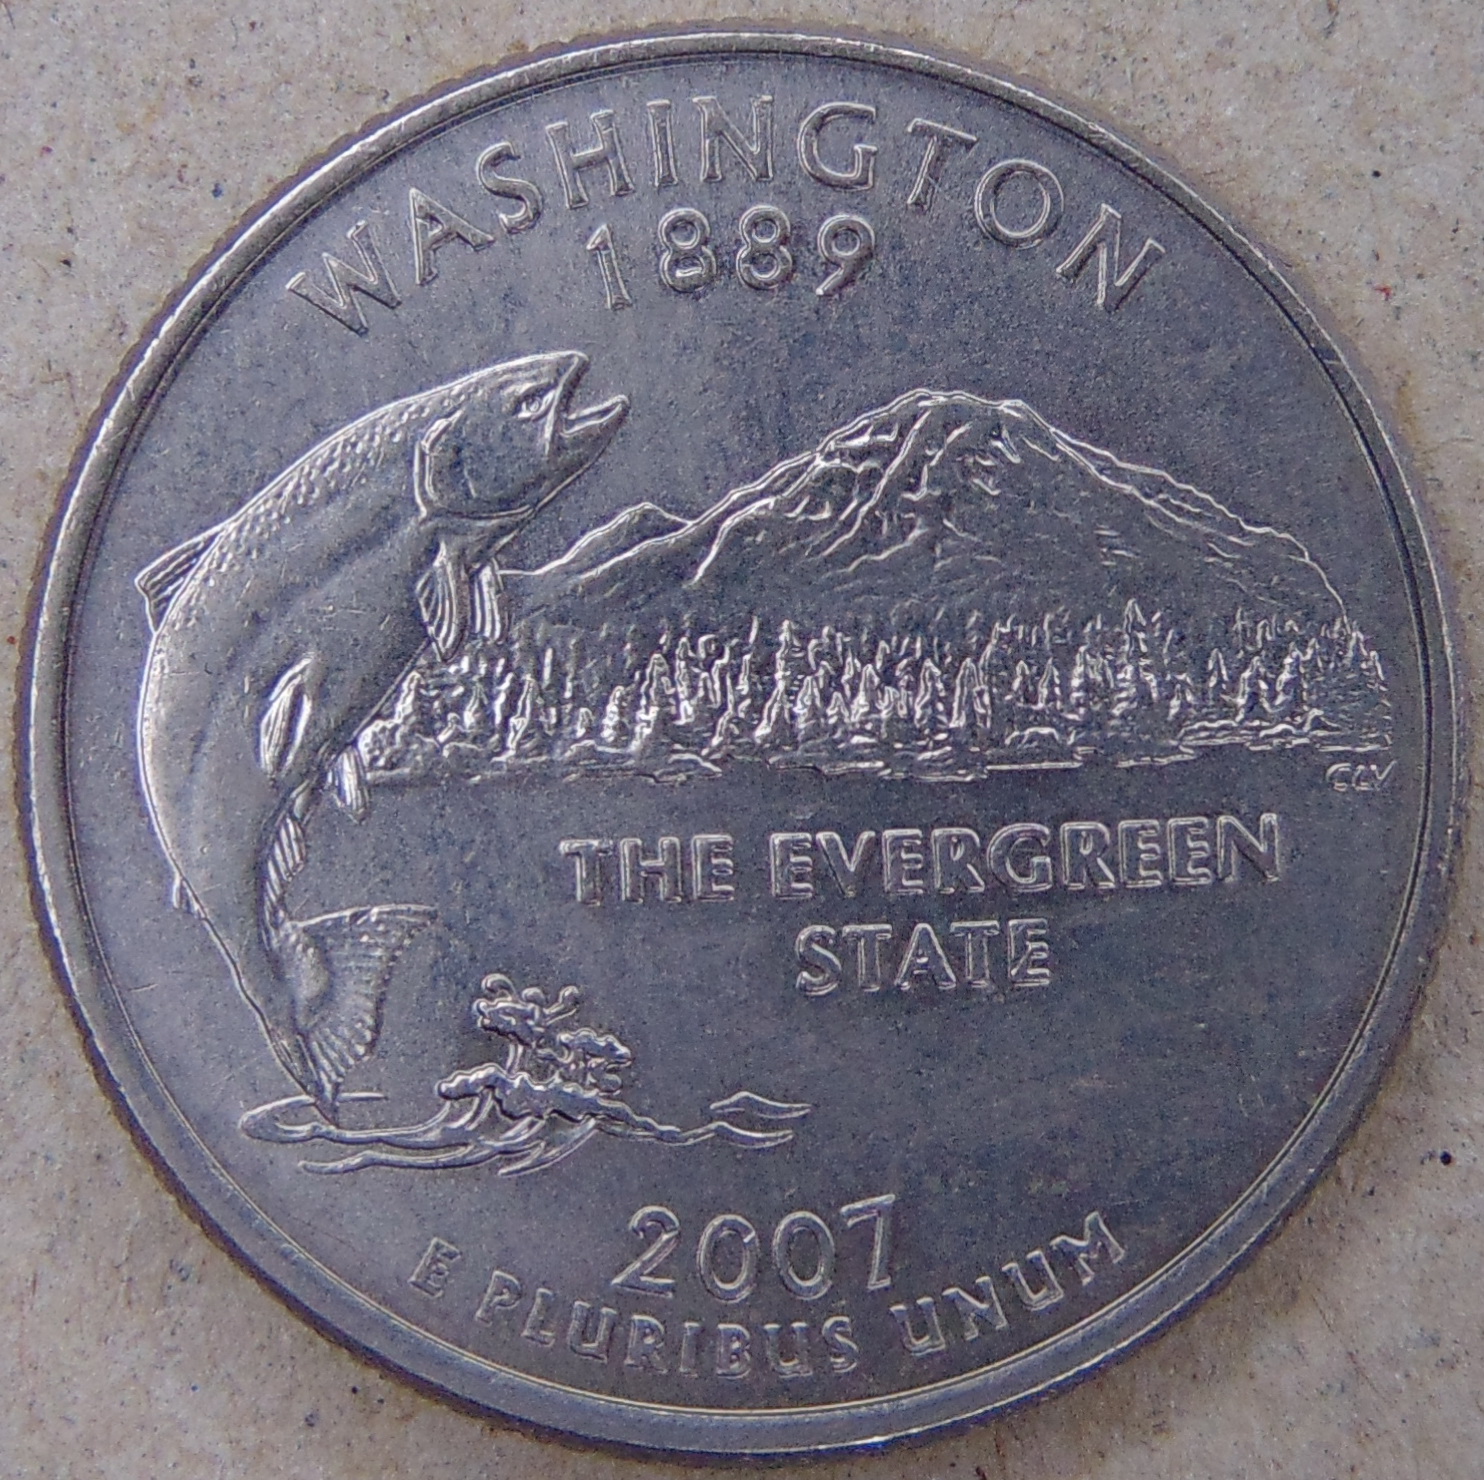 WASHINGTON
1889
CLV
THE EVERGREEN
STATE
2007
E PLURIBUS UNUM